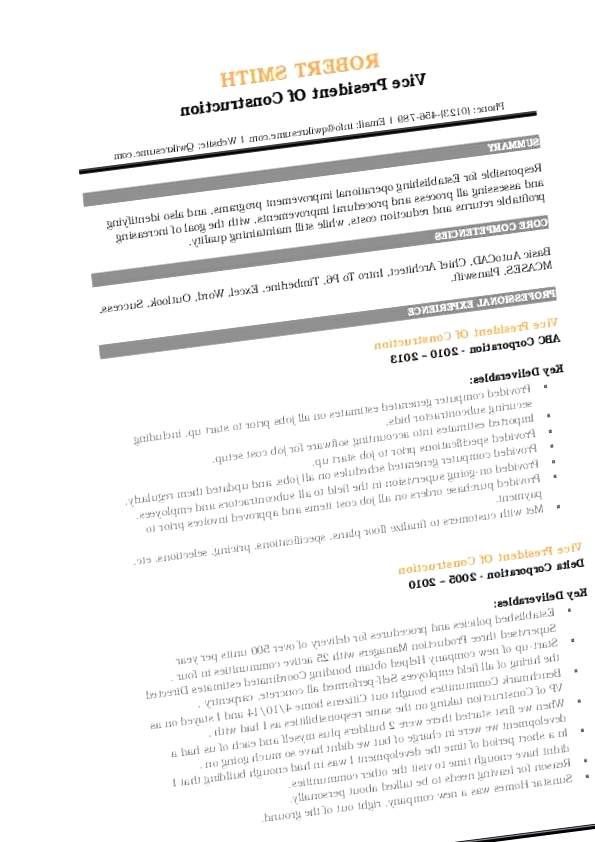 ROBERT SMITH
Vice President Of Construction
Phone: (0123)-456-789 | Email: info@qwikresume.com | Website: Qwikresume.com
SUMMARY
Responsible for Establishing operational improvement programs, and also identifying
and assessing all process and procedural improvements, with the goal of increasing
profitable returns and reduction costs, while still maintaining quality.
CORE COMPETENCIES
Basic AutoCAD, Chief Architect, Intro To P6, Timberline, Excel, Word, Outlook, Success,
MCASES, Planswift.
PROFESSIONAL EXPERIENCE
Vice President Of Construction
ABC Corporation - 2010 – 2013
Key Deliverables:
Provided computer generated estimates on all jobs prior to start up, including
securing subcontractor bids.
Imported estimates into accounting software for job cost setup.
Provided specifications prior to job start up.
Provided computer generated schedules on all jobs, and updated them regularly.
Provided on-going supervision in the field to all subcontractors and employees.
Provided purchase orders on all job cost items and approved invoices prior to
payment.
Met with customers to finalize floor plans, specifications, pricing, selections, etc.
Vice President Of Construction
Delta Corporation - 2005 – 2010
Key Deliverables:
Established policies and procedures for delivery of over 500 units per year
Supervised three Production Managers with 25 active communities in four .
Start-up of new company Helped obtain bonding Coordinated estimates Directed
the hiring of all field employees Self-performed all concrete, carpentry .
Benchmark Communities bought out Citizens home 4/10/14 and I stayed on as
VP of Construction taking on the same responsibilities as I had with .
When we first started there were 2 builders plus myself and each of us had a
development we were in charge of but we didnt have so much going on .
In a short period of time the development I was in had enough building that I
didnt have enough time to visit the other communities.
Reason for leaving needs to be talked about personally.
Sunstar Homes was a new company, right out of the ground.